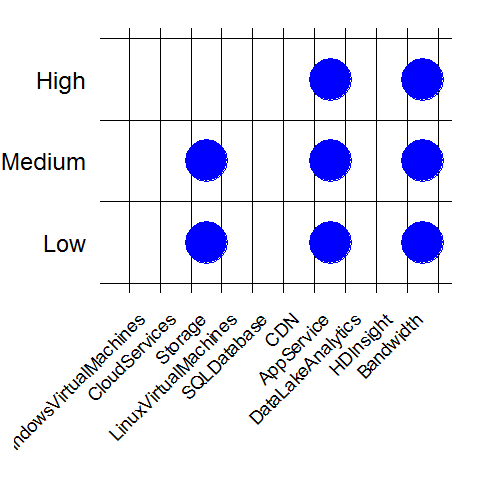 High
Medium
Low
ndowsVirtualMachines
CloudServices
Storage
LinuxVirtualMachines
SQLDatabase
CDN
AppService
DataLakeAnalytics
HDInsight
Bandwidth